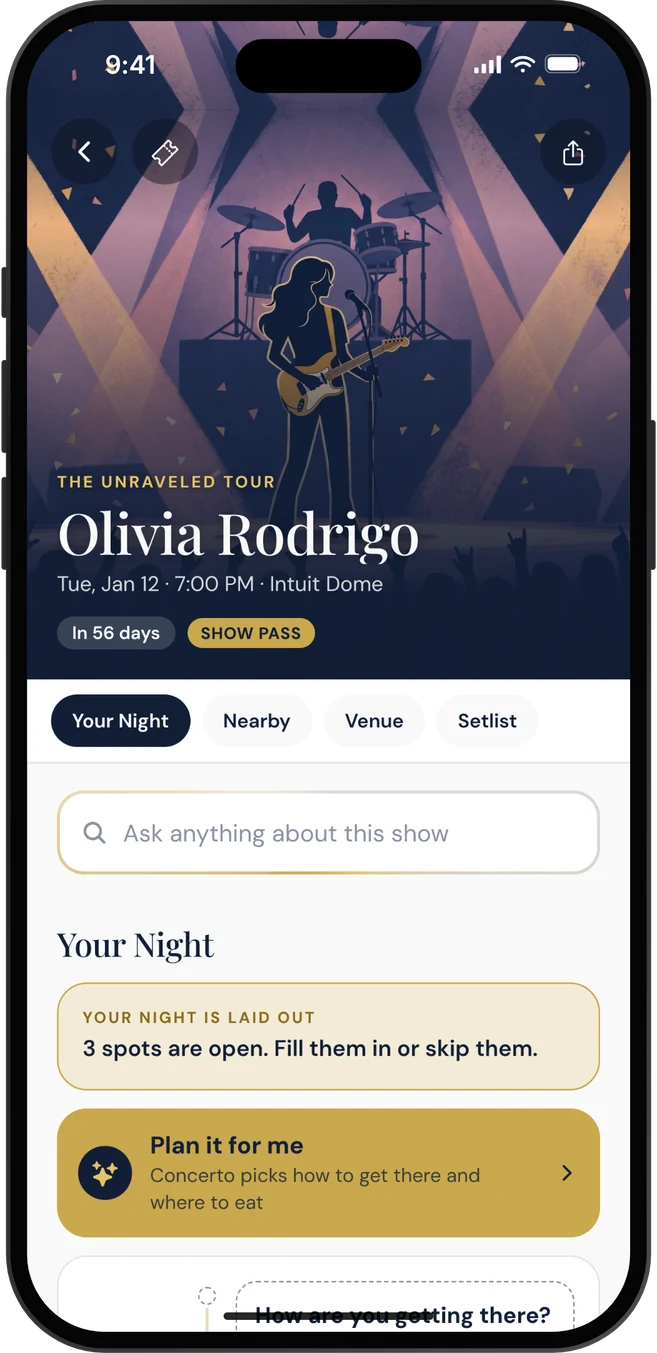 9:41
THE UNRAVELED TOUR
Olivia Rodrigo
Tue, Jan 12 · 7:00 PM · Intuit Dome
In 56 days
SHOW PASS
Your Night
Nearby
Venue
Setlist
Ask anything about this show
Your Night
YOUR NIGHT IS LAID OUT
3 spots are open. Fill them in or skip them.
Plan it for me
Concerto picks how to get there and
where to eat
How are you getting there?